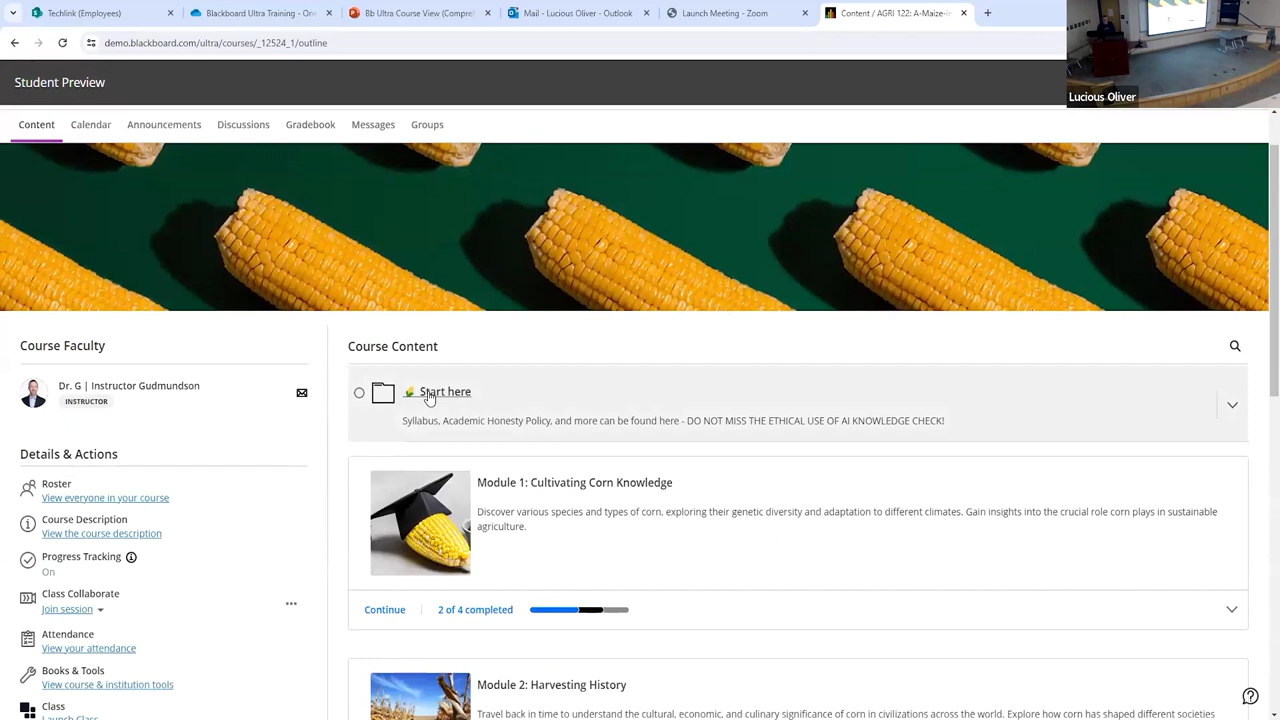 Techlink (Employees)
Blackboard Ultra Training - One
Bb Ultra Course View (Compre
Mail - Lucious Oliver - Outlook
Launch Meeting - Zoom
Content / AGRI 122: A-Maize-i
demo.blackboard.com/ultra/courses/_12524_1/outline
Lucious Oliver
Student Preview
Content
Calendar
Announcements
Discussions
Gradebook
Messages
Groups
Course Faculty
Dr. G | Instructor Gudmundson
INSTRUCTOR
Details & Actions
Roster
View everyone in your course
Course Description
View the course description
Progress Tracking
On
Class Collaborate
Join session
Attendance
View your attendance
Books & Tools
View course & institution tools
Class
Launch Class
Course Content
Start here
Syllabus, Academic Honesty Policy, and more can be found here - DO NOT MISS THE ETHICAL USE OF AI KNOWLEDGE CHECK!
Module 1: Cultivating Corn Knowledge
Discover various species and types of corn, exploring their genetic diversity and adaptation to different climates. Gain insights into the crucial role corn plays in sustainable
agriculture.
Continue
2 of 4 completed
Module 2: Harvesting History
Travel back in time to understand the cultural, economic, and culinary significance of corn in civilizations across the world. Explore how corn has shaped different societies